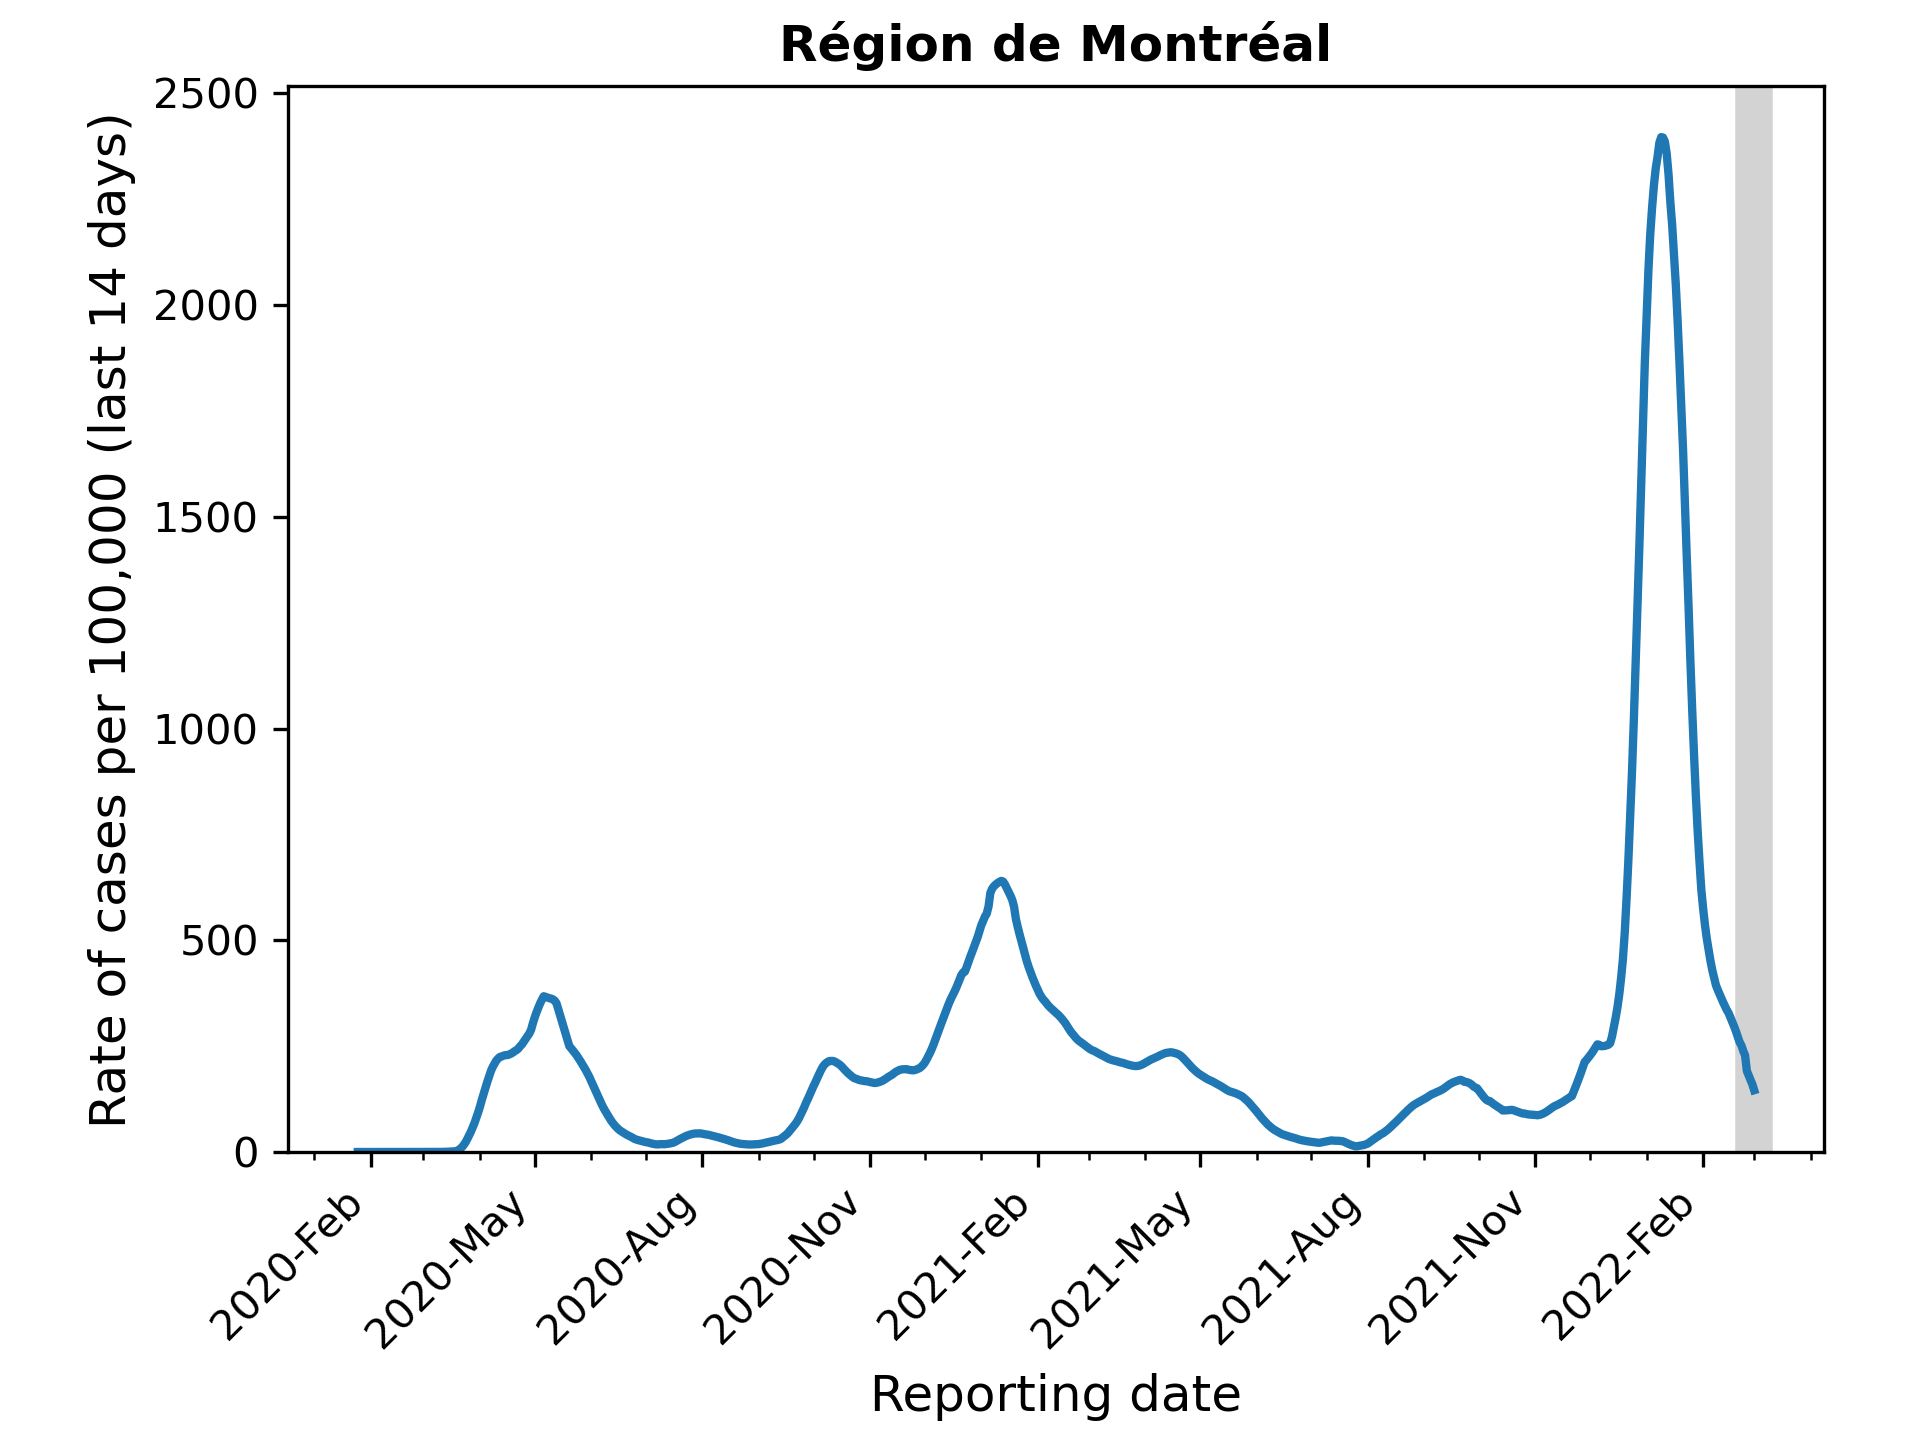 Région de Montréal
Rate of cases per 100,000 (last 14 days)
2500
2000
1500
1000
500
0
2020-Feb
2020-May
2020-Aug
2020-Nov
2021-Feb
2021-May
2021-Aug
2021-Nov
2022-Feb
Reporting date